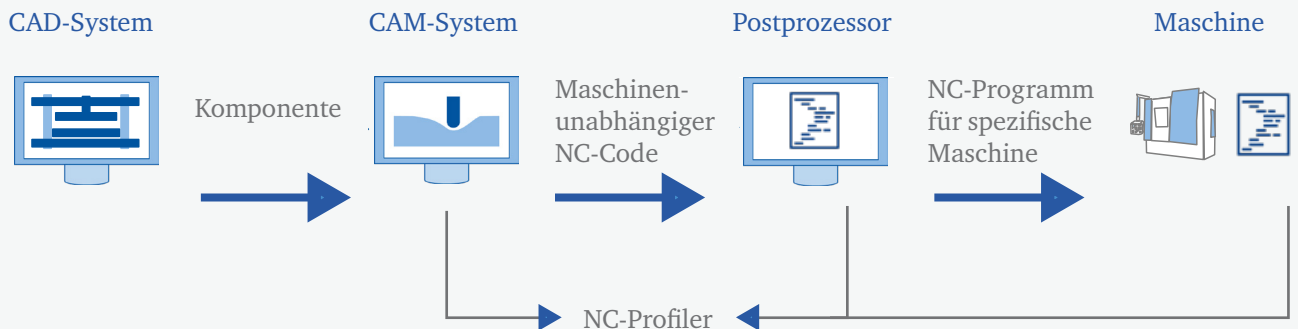 CAD-System
CAM-System
Postprozessor
Maschine
Komponente
Maschinen-
unabhängiger
NC-Code
NC-Programm
für spezifische
Maschine
NC-Profiler